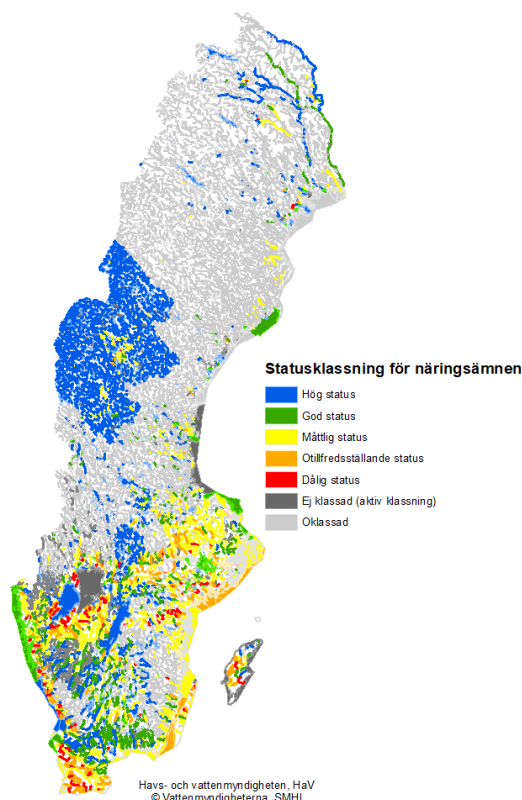 Statusklassning för näringsämnen
Hög status
God status
Måttlig status
Otillfredsställande status
Dålig status
Ej klassad (aktiv klassning)
Oklassad
Havs- och vattenmyndigheten, HaV
© Vattenmyndigheterna, SMHI